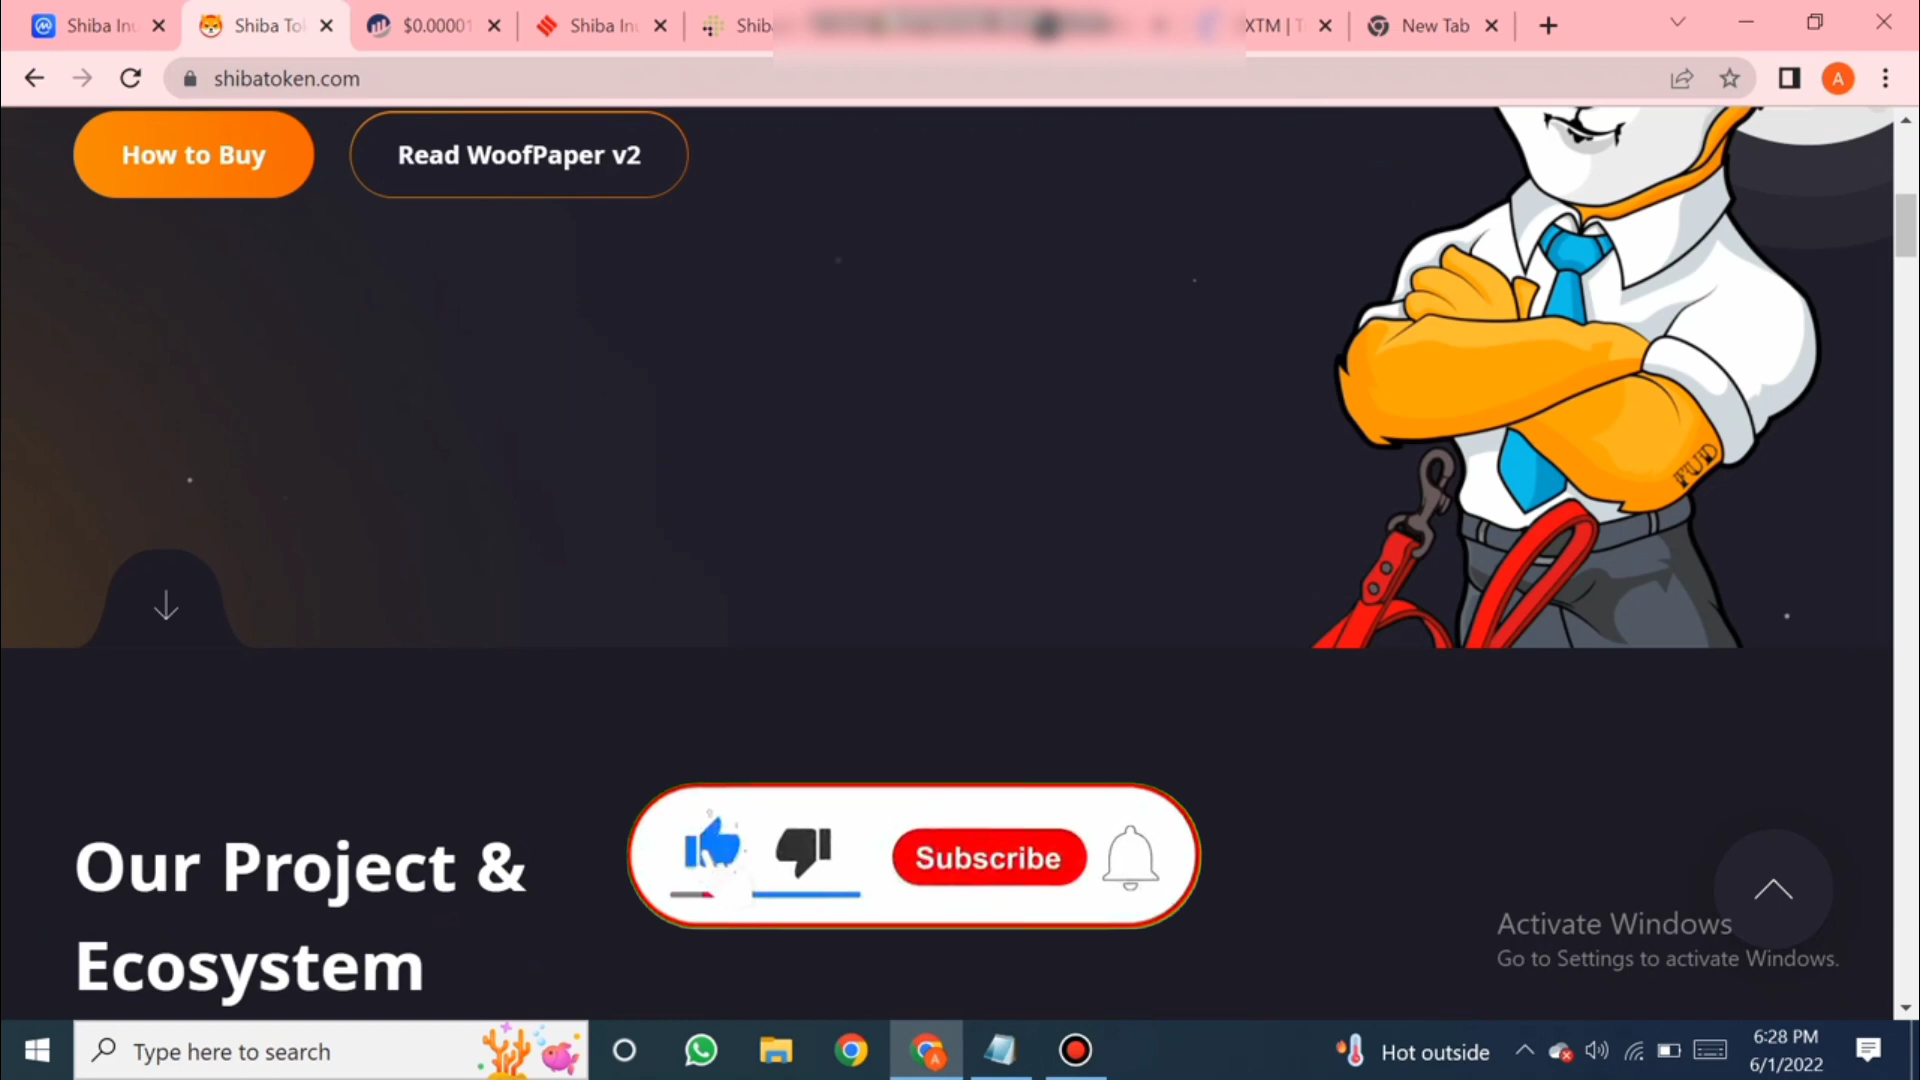 Shiba In
Shiba To
$0.00001
Shiba In
Shib
XTM | T
New Tab
shibatoken.com
A
How to Buy
Read WoofPaper v2
FUD
Our Project &
Ecosystem
Subscribe
Activate Windows
Go to Settings to activate Windows.
Type here to search
A
Hot outside
6:28 PM
6/1/2022